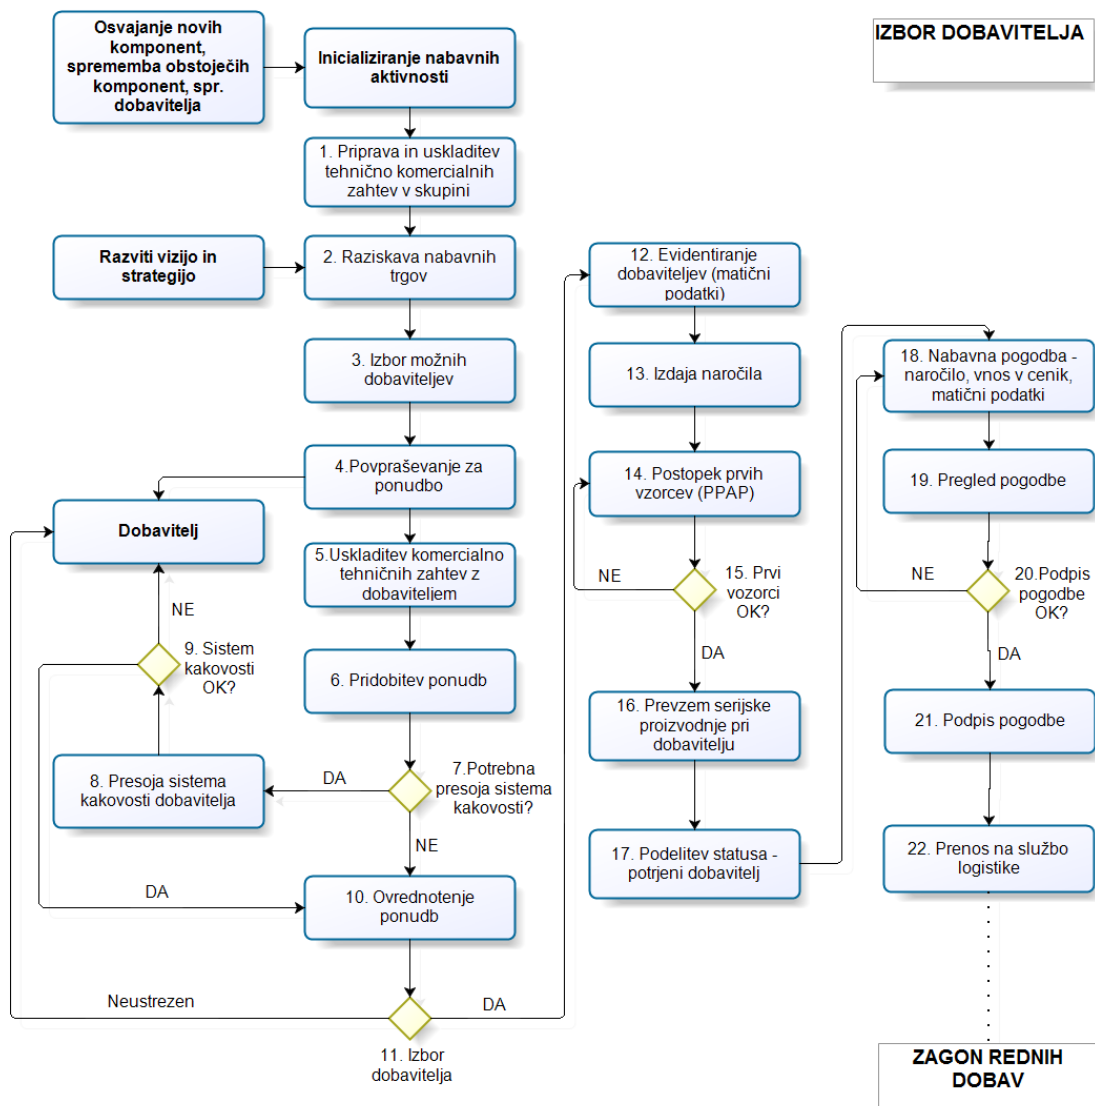 Osvajanje novih
komponent,
sprememba obstoječih
komponent, spr.
dobavitelja
Inicializiranje nabavnih
aktivnosti
IZBOR DOBAVITELJA
1. Priprava in uskladitev
tehnično komercialnih
zahtev v skupini
Razviti vizijo in
strategijo
2. Raziskava nabavnih
trgov
3. Izbor možnih
dobaviteljev
4.Povpraševanje za
ponudbo
Dobavitelj
5.Uskladitev komercialno
tehničnih zahtev z
dobaviteljem
NE
9. Sistem
kakovosti
OK?
6. Pridobitev ponudb
8. Presoja sistema
kakovosti dobavitelja
DA
7.Potrebna
presoja sistema
kakovosti?
NE
DA
10. Ovrednotenje
ponudb
Neustrezen
DA
11. Izbor
dobavitelja
12. Evidentiranje
dobaviteljev (matični
podatki)
13. Izdaja naročila
14. Postopek prvih
vzorcev (PPAP)
NE
15. Prvi
vozorci
OK?
DA
16. Prevzem serijske
proizvodnje pri
dobavitelju
17. Podelitev statusa -
potrjeni dobavitelj
18. Nabavna pogodba -
naročilo, vnos v cenik,
matični podatki
19. Pregled pogodbe
NE
20.Podpis
pogodbe
OK?
DA
21. Podpis pogodbe
22. Prenos na službo
logistike
ZAGON REDNIH
DOBAV